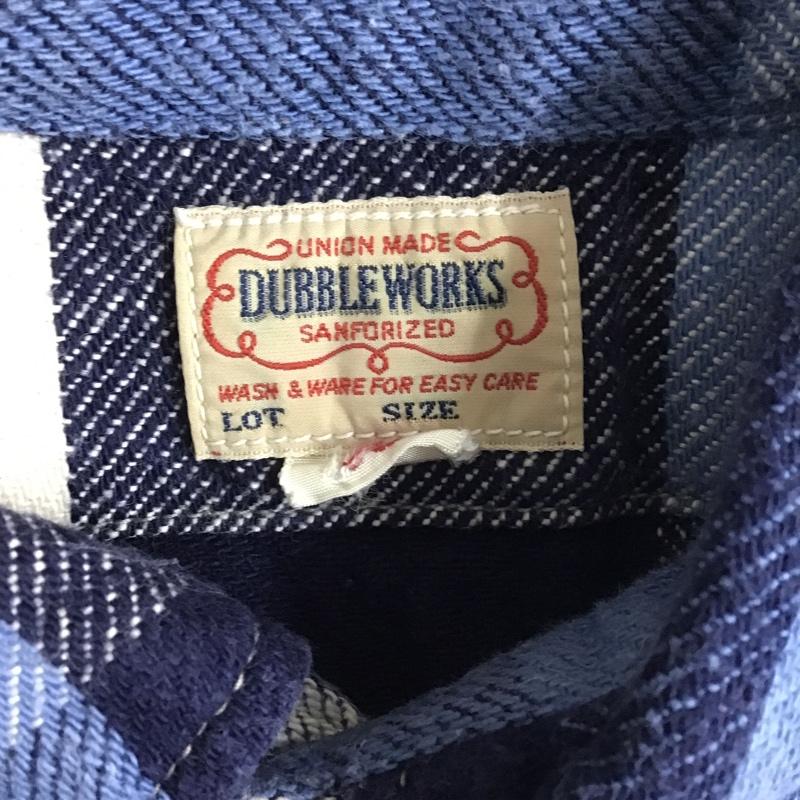 UNION MADE
DUBBLEWORKS
SANFORIZED
WASH & WARE FOR EASY CARE
LOT SIZE